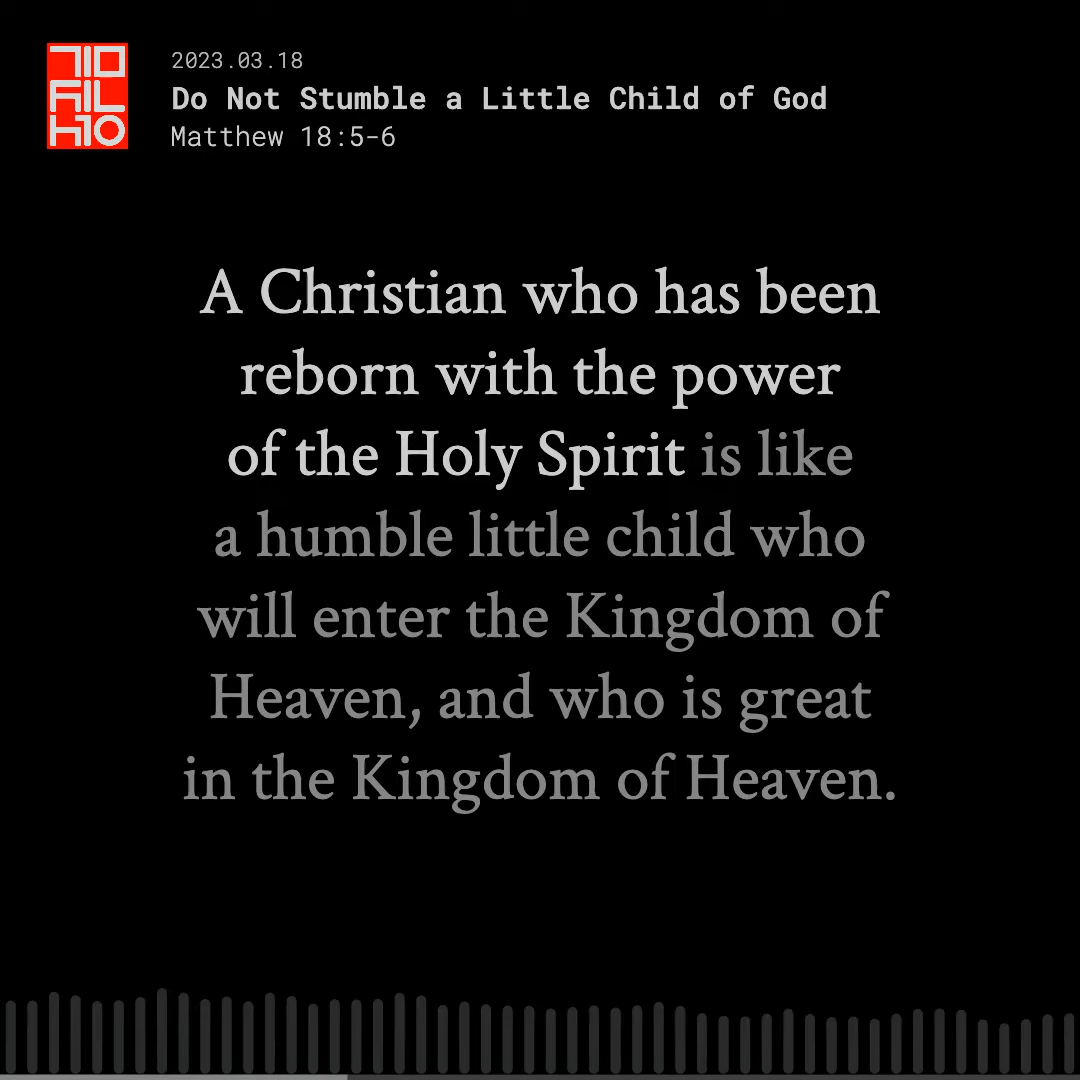 2023.03.18
Do Not Stumble a Little Child of God
Matthew 18:5-6
A Christian who has been
reborn with the power
of the Holy Spirit is like
a humble little child who
will enter the Kingdom of
Heaven, and who is great
in the Kingdom of Heaven.